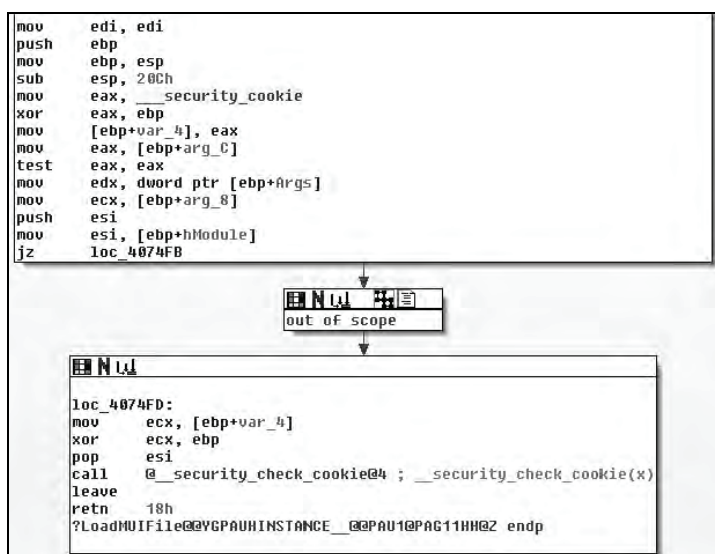 mov edi, edi
push ebp
mov ebp, esp
sub esp, 20Ch
mov eax, ___security_cookie
xor eax, ebp
mov [ebp+var_4], eax
mov eax, [ebp+arg_C]
test eax, eax
mov edx, dword ptr [ebp+Args]
mov ecx, [ebp+arg_8]
push esi
mov esi, [ebp+hModule]
jz loc_4074FB
out of scope
loc_4074FD:
mov ecx, [ebp+var_4]
xor ecx, ebp
pop esi
call @__security_check_cookie@4 ; __security_check_cookie(x)
leave
retn 18h
?LoadMUIFile@@YGPAUHINSTANCE__@@PAU1@PAG11HH@Z endp